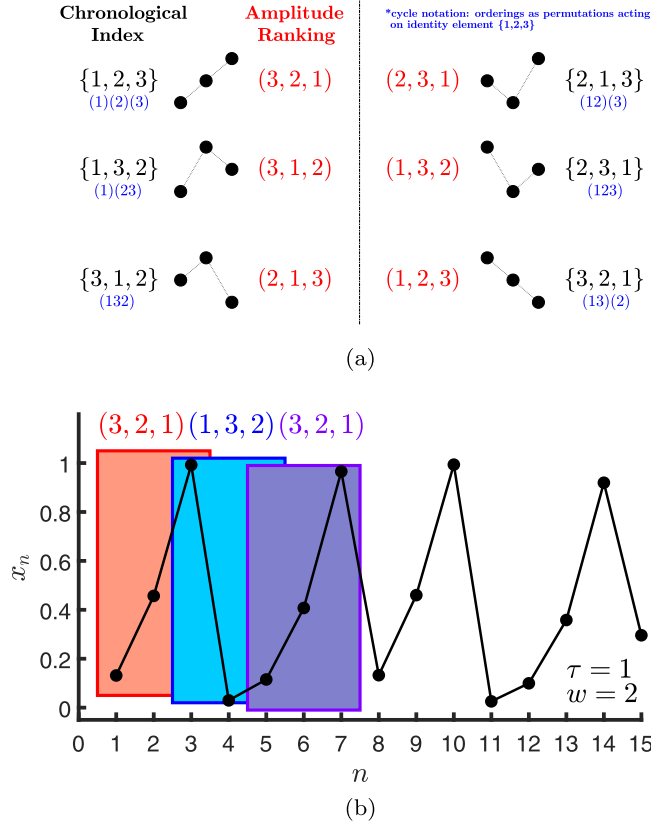 Chronological Index
Amplitude Ranking
*cycle notation: orderings as permutations acting
on identity element {1,2,3}
{1, 2, 3}
(1)(2)(3)
(3, 2, 1)
(2, 3, 1)
{2, 1, 3}
(12)(3)
{1, 3, 2}
(1)(23)
(3, 1, 2)
(1, 3, 2)
{2, 3, 1}
(123)
{3, 1, 2}
(132)
(2, 1, 3)
(1, 2, 3)
{3, 2, 1}
(13)(2)
(a)
(3, 2, 1) (1, 3, 2) (3, 2, 1)
1
0.8
0.6
0.4
0.2
0
xₙ
τ = 1
w = 2
0 1 2 3 4 5 6 7 8 9 10 11 12 13 14 15
n
(b)